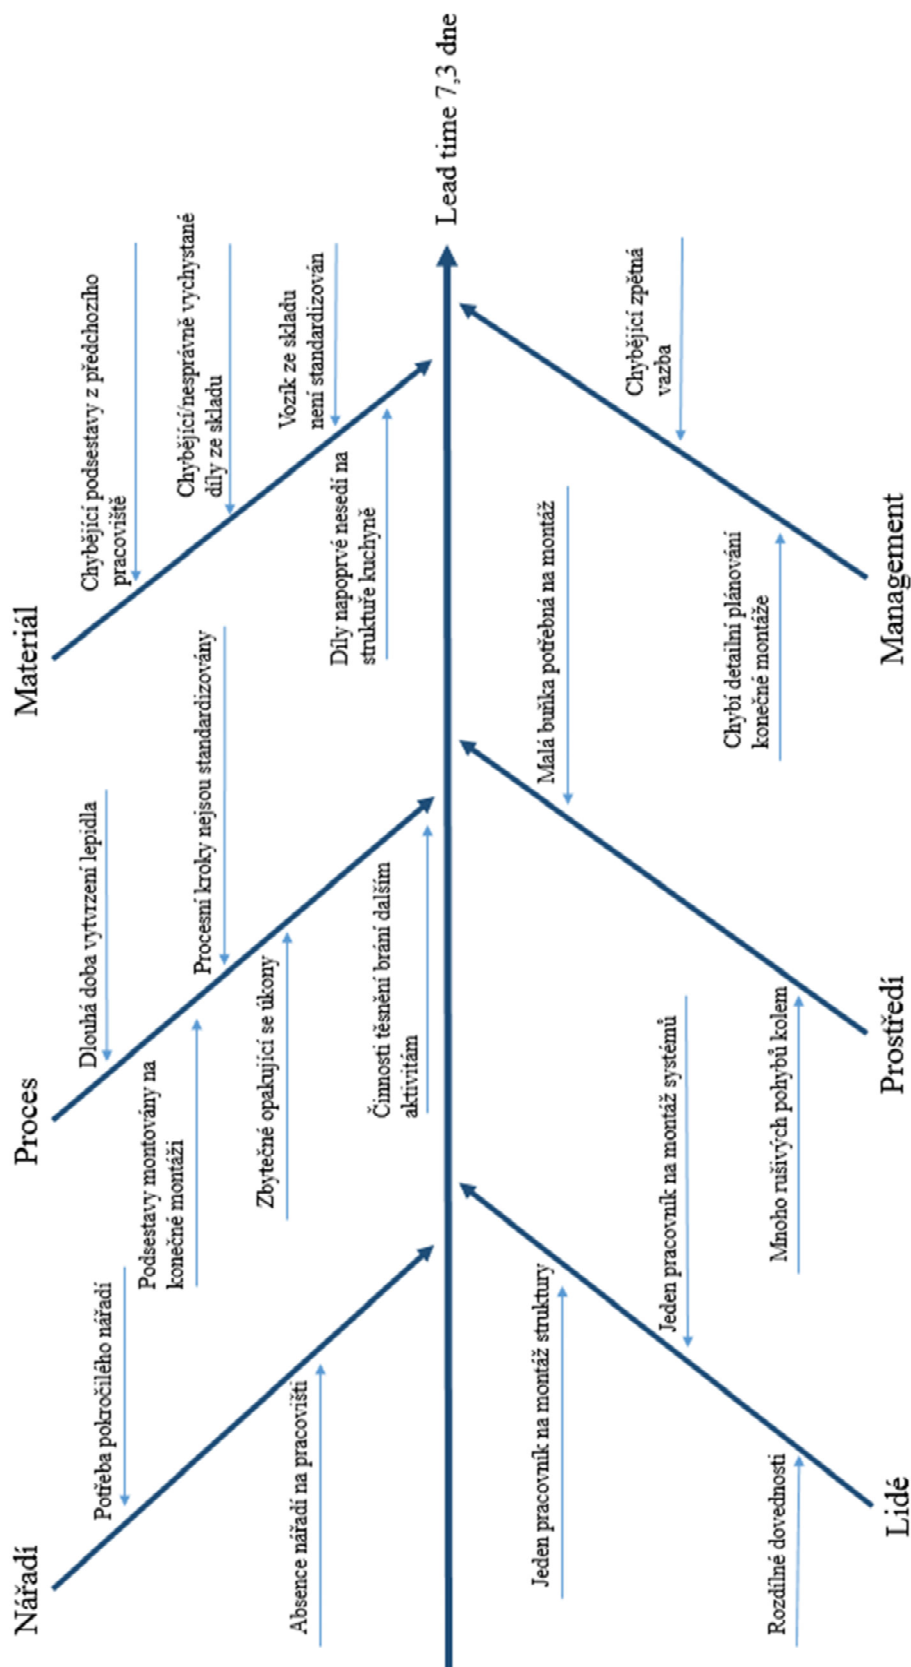 Nářadí
Potřeba pokročilého nářadí
Absence nářadí na pracovišti
Proces
Dlouhá doba vytvrzení lepidla
Podsestavy montovány na
konečné montáži
Procesní kroky nejsou standardizovány
Zbytečné opakující se úkony
Činnosti těsnění brání dalším
aktivitám
Materiál
Chybějící podsestavy z předchozího
pracoviště
Chybějící/nesprávně vychystané
díly ze skladu
Vozík ze skladu
není standardizován
Díly napoprvé nesedí na
struktuře kuchyně
Lead time 7,3 dne
Jeden pracovník na montáž struktury
Jeden pracovník na montáž systémů
Rozdílné dovednosti
Lidé
Malá buňka potřebná na montáž
Mnoho rušivých pohybů kolem
Prostředí
Chybějící zpětná
vazba
Chybí detailní plánování
konečné montáže
Management